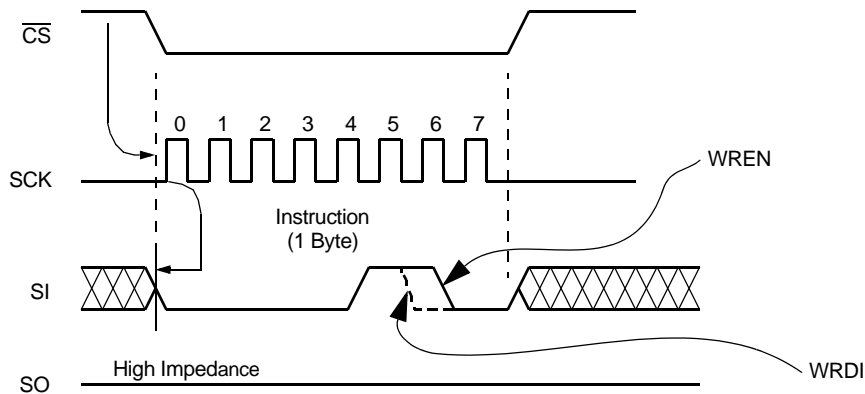 CS
0 1 2 3 4 5 6 7
WREN
SCK
Instruction
(1 Byte)
SI
High Impedance
WRDI
SO